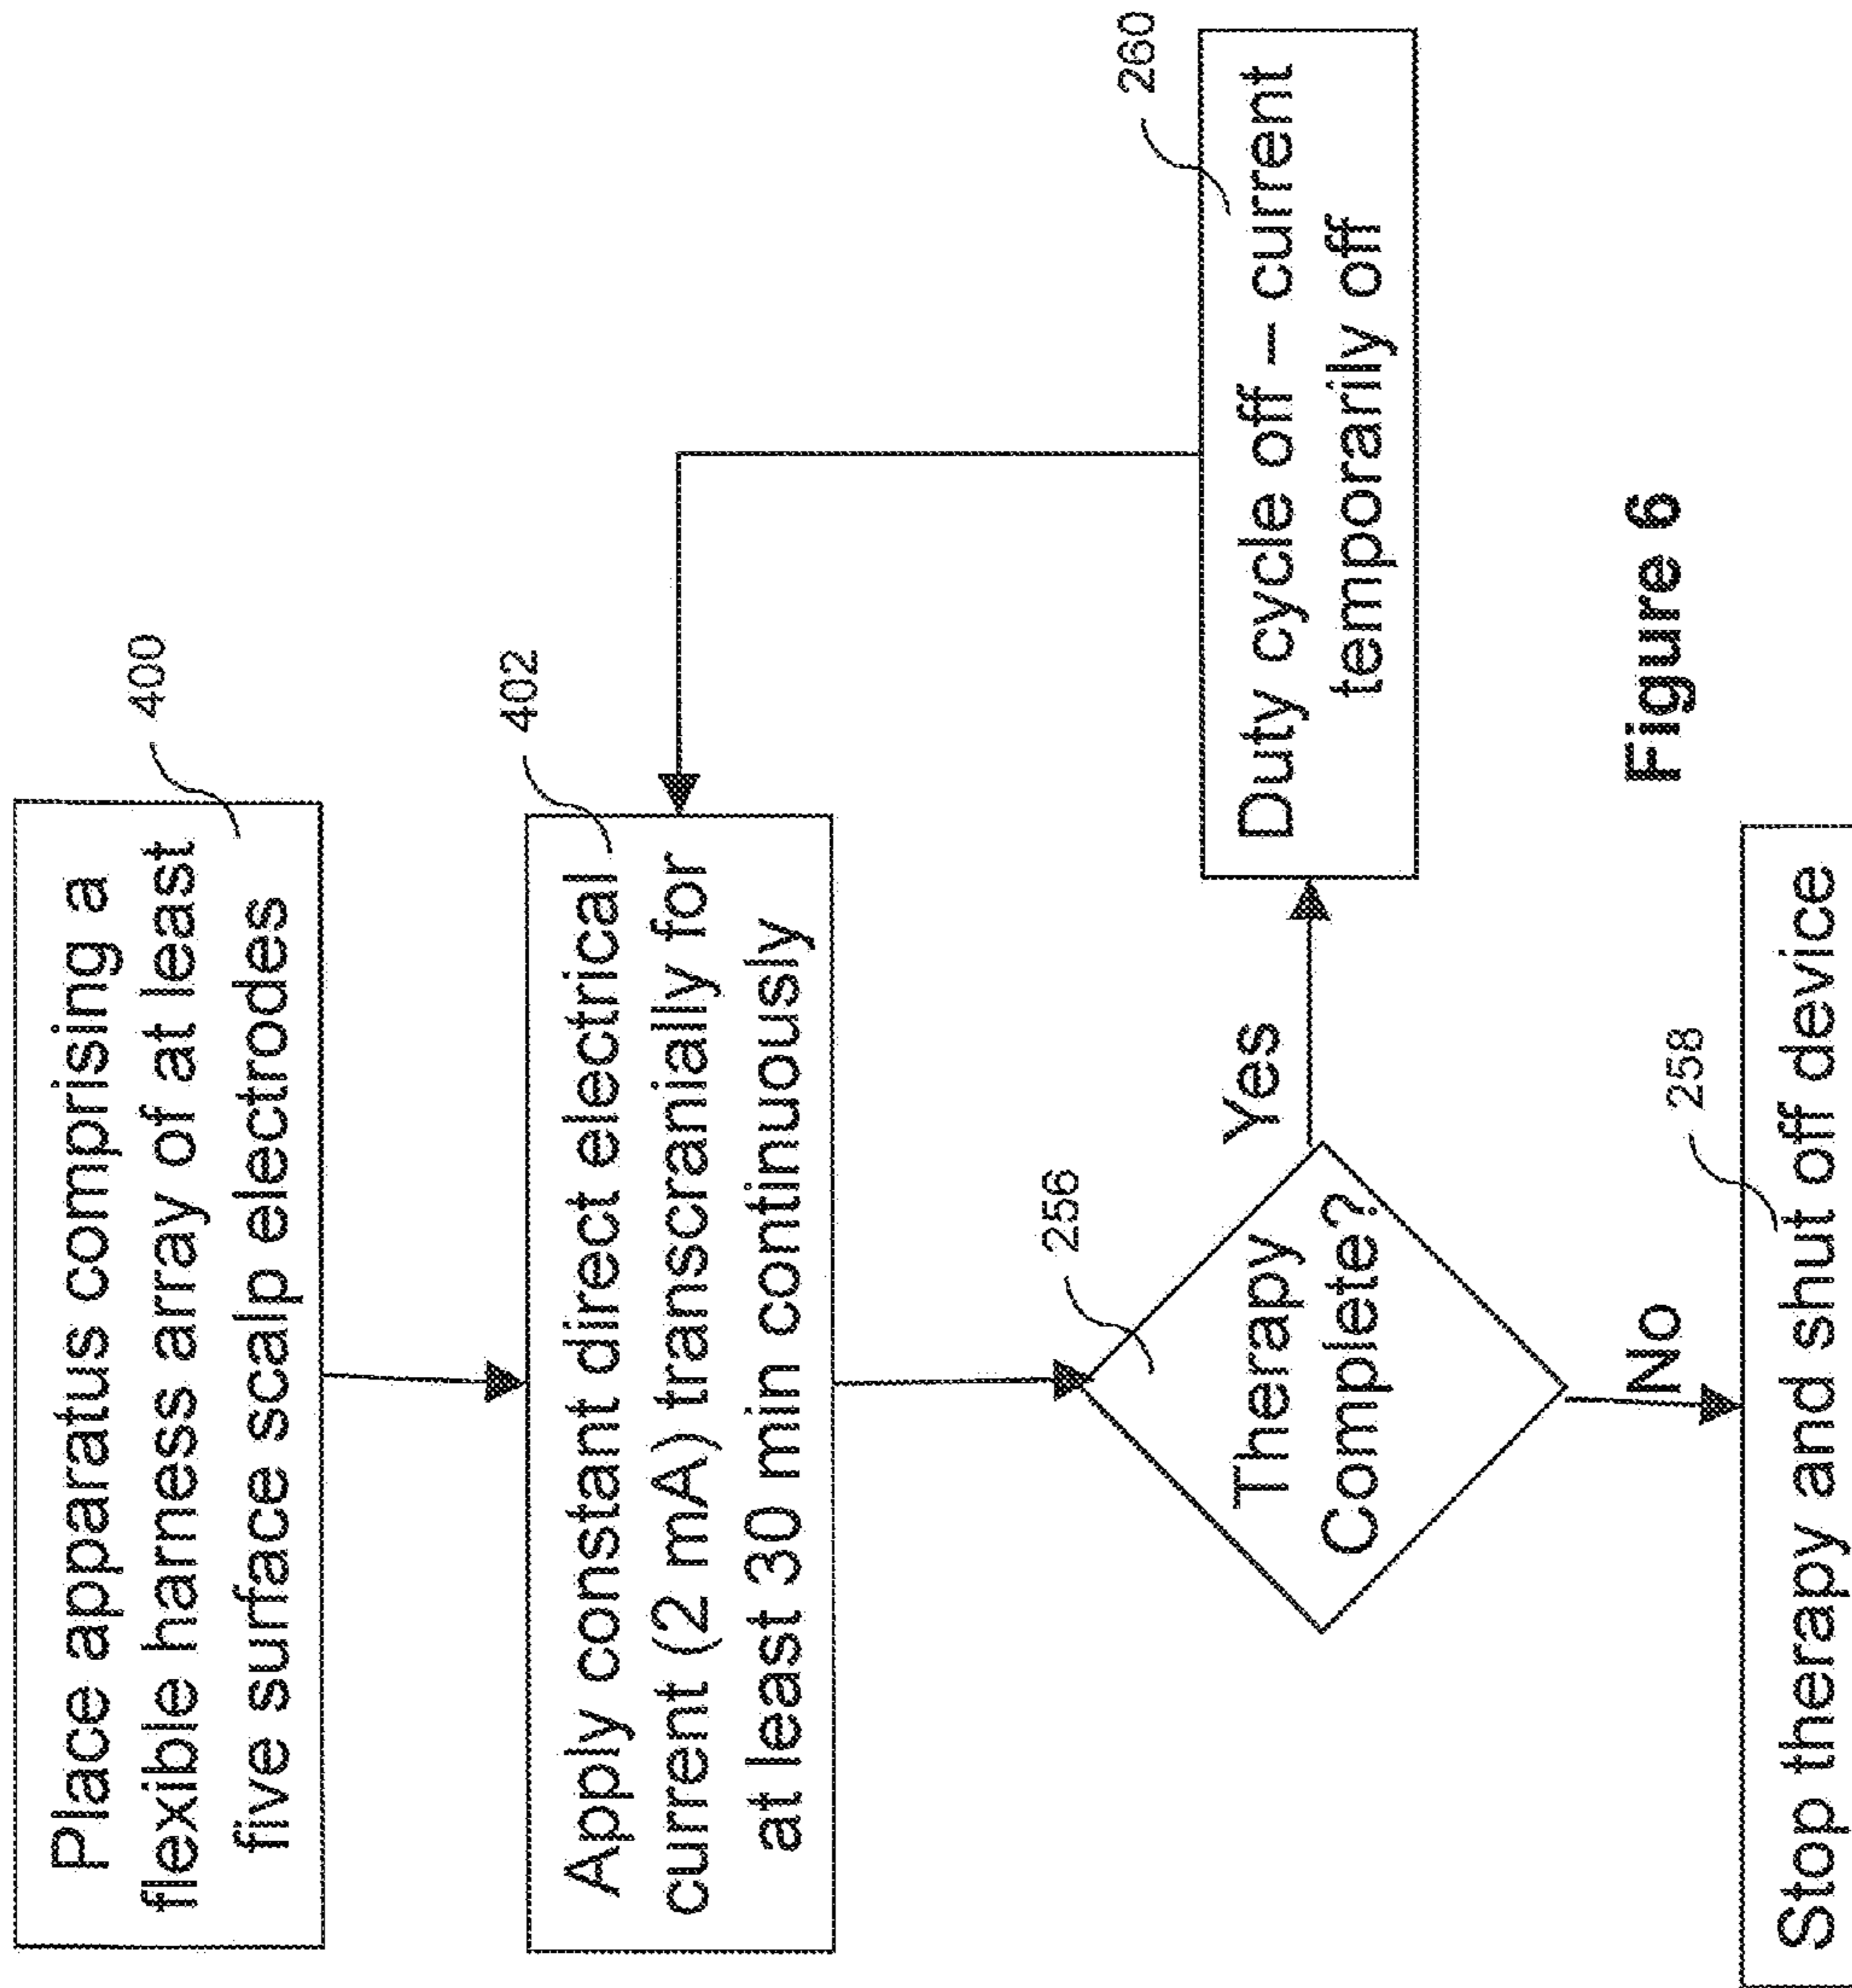 Place apparatus comprising a
flexible harness array of at least
five surface scalp electrodes
400
Apply constant direct electrical
current (2 mA) transcranially for
at least 30 min continuously
402
Therapy
Complete?
256
Yes
Duty cycle off – current
temporarily off
260
No
Stop therapy and shut off device
258
Figure 6